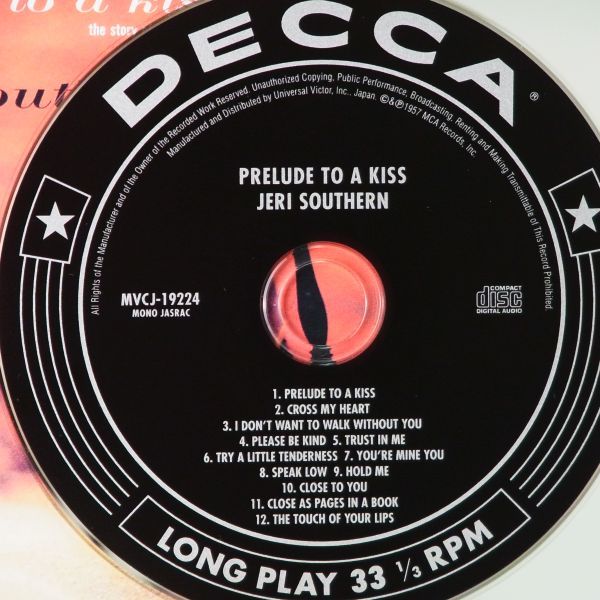 to a kis
the story
out
DECCA®
All Rights of the Manufacturer and of the Owner of the Recorded Work Reserved. Unauthorized Copying, Public Performance, Broadcasting, Renting and Making Transmittable of This Record Prohibited.
Manufactured and Distributed by Universal Victor, Inc., Japan. ©&℗1957 MCA Records, Inc.
PRELUDE TO A KISS
JERI SOUTHERN
MVCJ-19224
MONO JASRAC
COMPACT
disc
DIGITAL AUDIO
1. PRELUDE TO A KISS
2. CROSS MY HEART
3. I DON'T WANT TO WALK WITHOUT YOU
4. PLEASE BE KIND 5. TRUST IN ME
6. TRY A LITTLE TENDERNESS 7. YOU'RE MINE YOU
8. SPEAK LOW 9. HOLD ME
10. CLOSE TO YOU
11. CLOSE AS PAGES IN A BOOK
12. THE TOUCH OF YOUR LIPS
LONG PLAY 33 ⅓ RPM